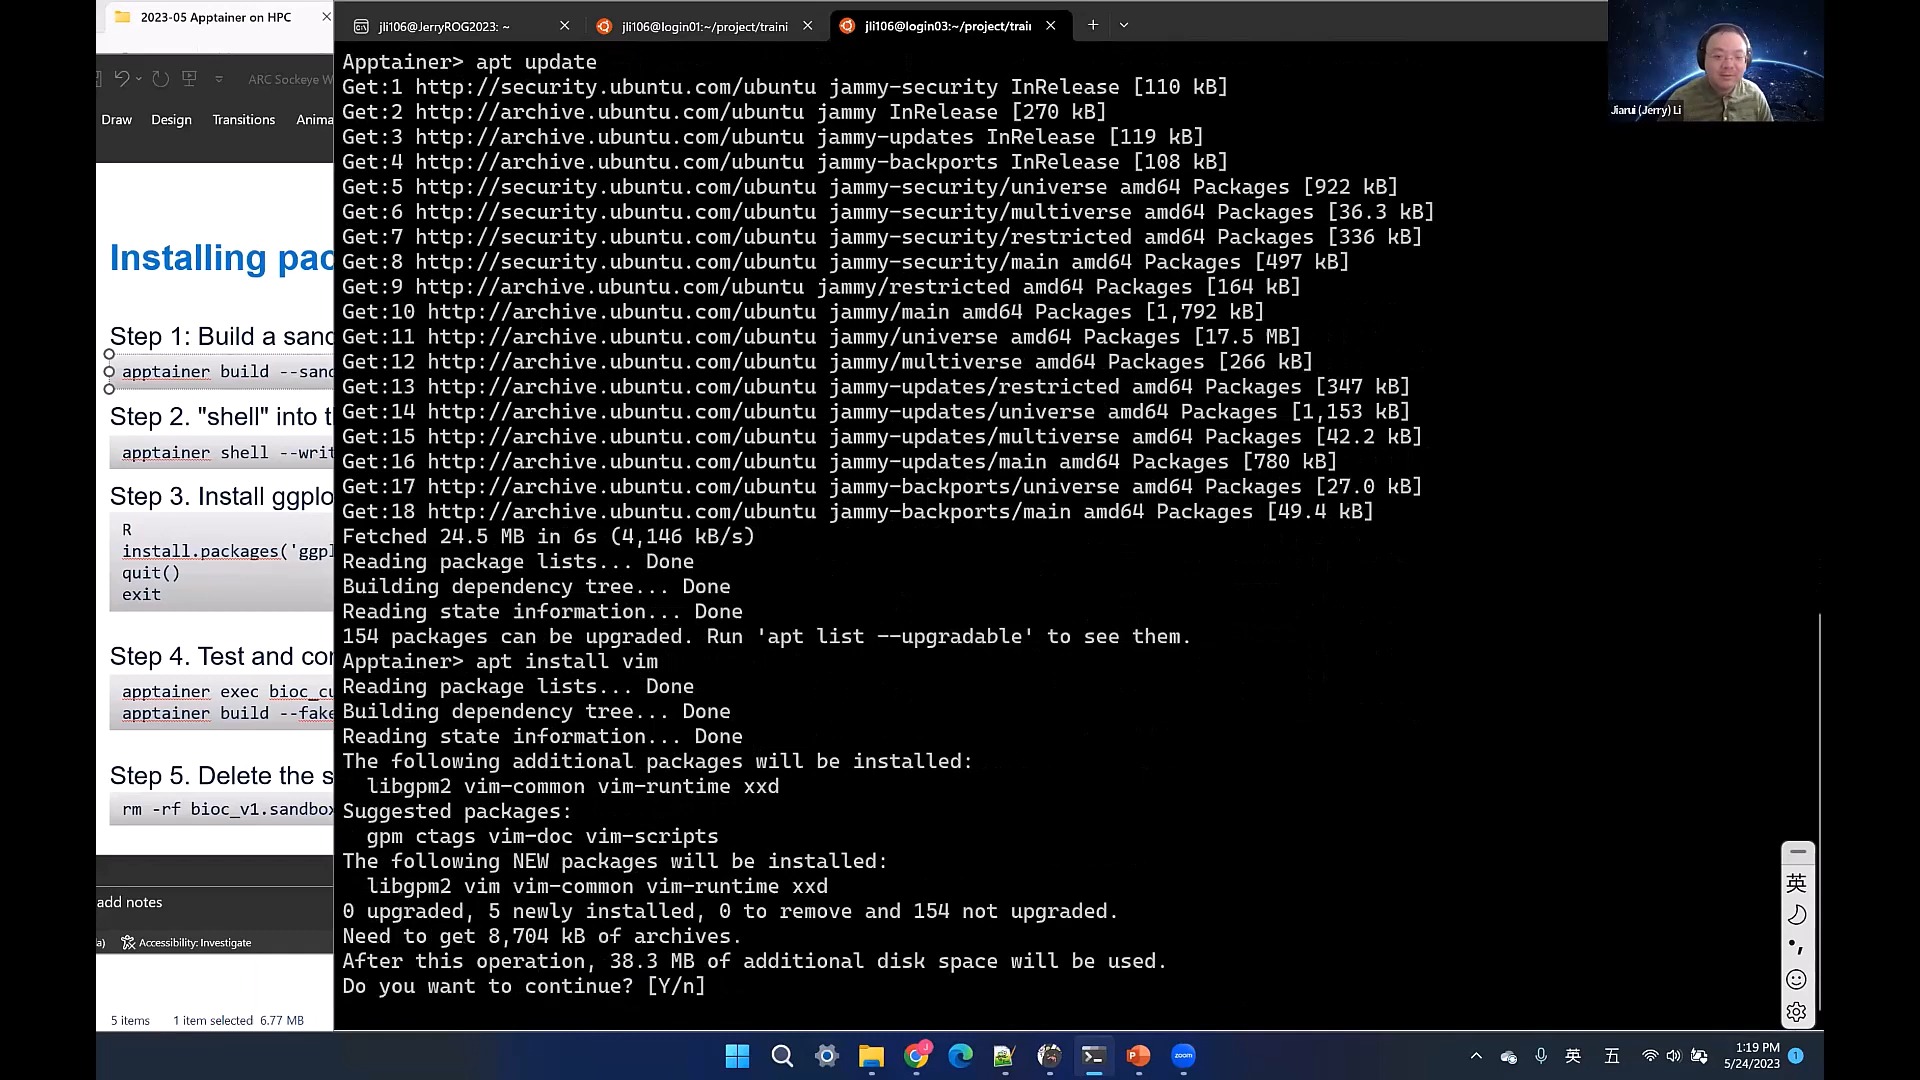 2023-05 Apptainer on HPC
jli106@JerryROG2023: ~
jli106@login01:~/project/traini
jli106@login03:~/project/train
ARC Sockeye W
Draw Design Transitions Anima
Installing pac
Step 1: Build a sand
apptainer build --sand
Step 2. "shell" into t
apptainer shell --writ
Step 3. Install ggplo
R
install.packages('ggpl
quit()
exit
Step 4. Test and con
apptainer exec bioc_cu
apptainer build --fake
Step 5. Delete the s
rm -rf bioc_v1.sandbox
add notes
Accessibility: Investigate
5 items 1 item selected 6.77 MB
Apptainer> apt update
Get:1 http://security.ubuntu.com/ubuntu jammy-security InRelease [110 kB]
Get:2 http://archive.ubuntu.com/ubuntu jammy InRelease [270 kB]
Get:3 http://archive.ubuntu.com/ubuntu jammy-updates InRelease [119 kB]
Get:4 http://archive.ubuntu.com/ubuntu jammy-backports InRelease [108 kB]
Get:5 http://security.ubuntu.com/ubuntu jammy-security/universe amd64 Packages [922 kB]
Get:6 http://security.ubuntu.com/ubuntu jammy-security/multiverse amd64 Packages [36.3 kB]
Get:7 http://security.ubuntu.com/ubuntu jammy-security/restricted amd64 Packages [336 kB]
Get:8 http://security.ubuntu.com/ubuntu jammy-security/main amd64 Packages [497 kB]
Get:9 http://archive.ubuntu.com/ubuntu jammy/restricted amd64 Packages [164 kB]
Get:10 http://archive.ubuntu.com/ubuntu jammy/main amd64 Packages [1,792 kB]
Get:11 http://archive.ubuntu.com/ubuntu jammy/universe amd64 Packages [17.5 MB]
Get:12 http://archive.ubuntu.com/ubuntu jammy/multiverse amd64 Packages [266 kB]
Get:13 http://archive.ubuntu.com/ubuntu jammy-updates/restricted amd64 Packages [347 kB]
Get:14 http://archive.ubuntu.com/ubuntu jammy-updates/universe amd64 Packages [1,153 kB]
Get:15 http://archive.ubuntu.com/ubuntu jammy-updates/multiverse amd64 Packages [42.2 kB]
Get:16 http://archive.ubuntu.com/ubuntu jammy-updates/main amd64 Packages [780 kB]
Get:17 http://archive.ubuntu.com/ubuntu jammy-backports/universe amd64 Packages [27.0 kB]
Get:18 http://archive.ubuntu.com/ubuntu jammy-backports/main amd64 Packages [49.4 kB]
Fetched 24.5 MB in 6s (4,146 kB/s)
Reading package lists... Done
Building dependency tree... Done
Reading state information... Done
154 packages can be upgraded. Run 'apt list --upgradable' to see them.
Apptainer> apt install vim
Reading package lists... Done
Building dependency tree... Done
Reading state information... Done
The following additional packages will be installed:
libgpm2 vim-common vim-runtime xxd
Suggested packages:
gpm ctags vim-doc vim-scripts
The following NEW packages will be installed:
libgpm2 vim vim-common vim-runtime xxd
0 upgraded, 5 newly installed, 0 to remove and 154 not upgraded.
Need to get 8,704 kB of archives.
After this operation, 38.3 MB of additional disk space will be used.
Do you want to continue? [Y/n]
Jiarui (Jerry) Li
英
zoom
英
五
1:19 PM
5/24/2023
1